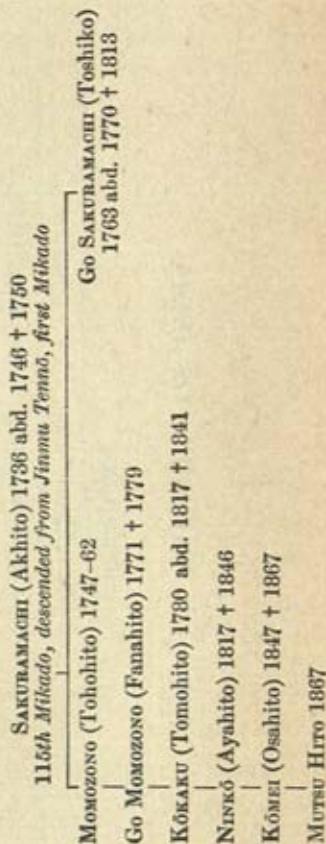 SAKURAMACHI (Akhito) 1736 abd. 1746 † 1750
115th Mikado, descended from Jinmu Tennō, first Mikado
MOMOZONO (Tohohito) 1747–62
GO SAKURAMACHI (Toshiko)
1763 abd. 1770 † 1813
GO MOMOZONO (Fanahito) 1771 † 1779
KŌKAKU (Tomohito) 1780 abd. 1817 † 1841
NINKŌ (Ayahito) 1817 † 1846
KŌMEI (Osahito) 1847 † 1867
MUTSU HITO 1867